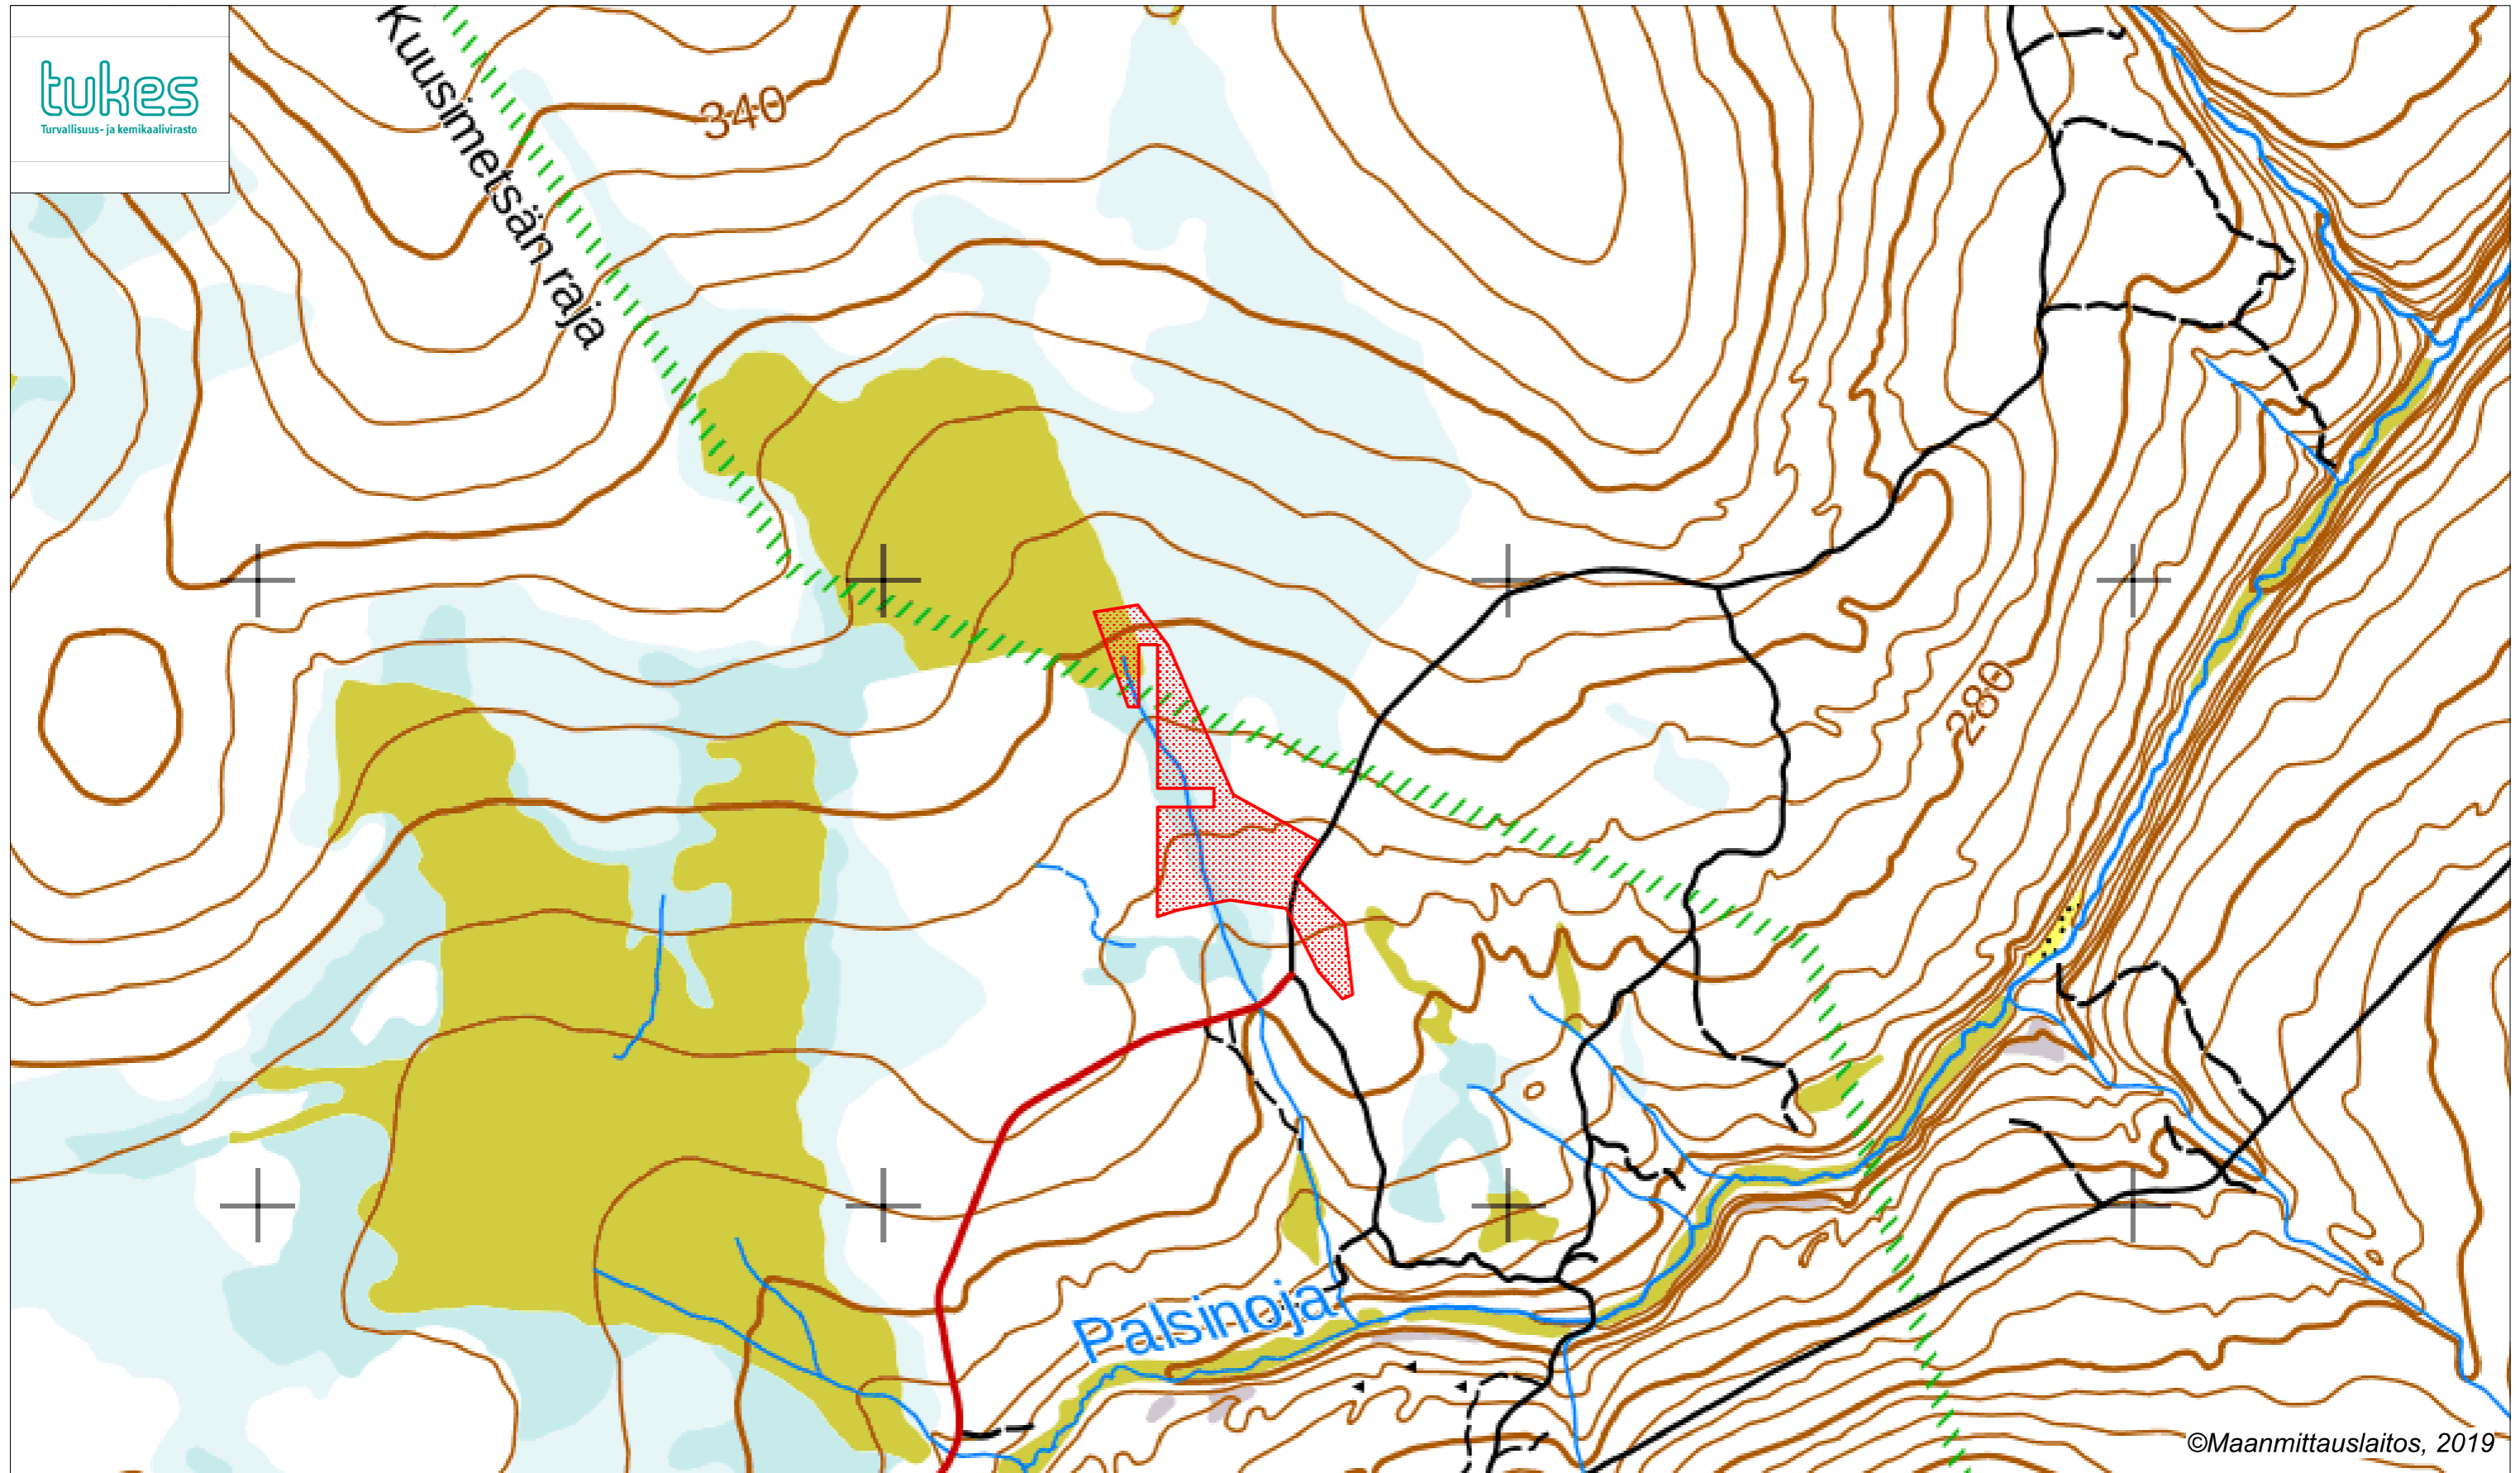 tukes
Turvallisuus- ja kemikaalivirasto
Kuusimetsän raja
340
280
Palsinoja
©Maanmittauslaitos, 2019